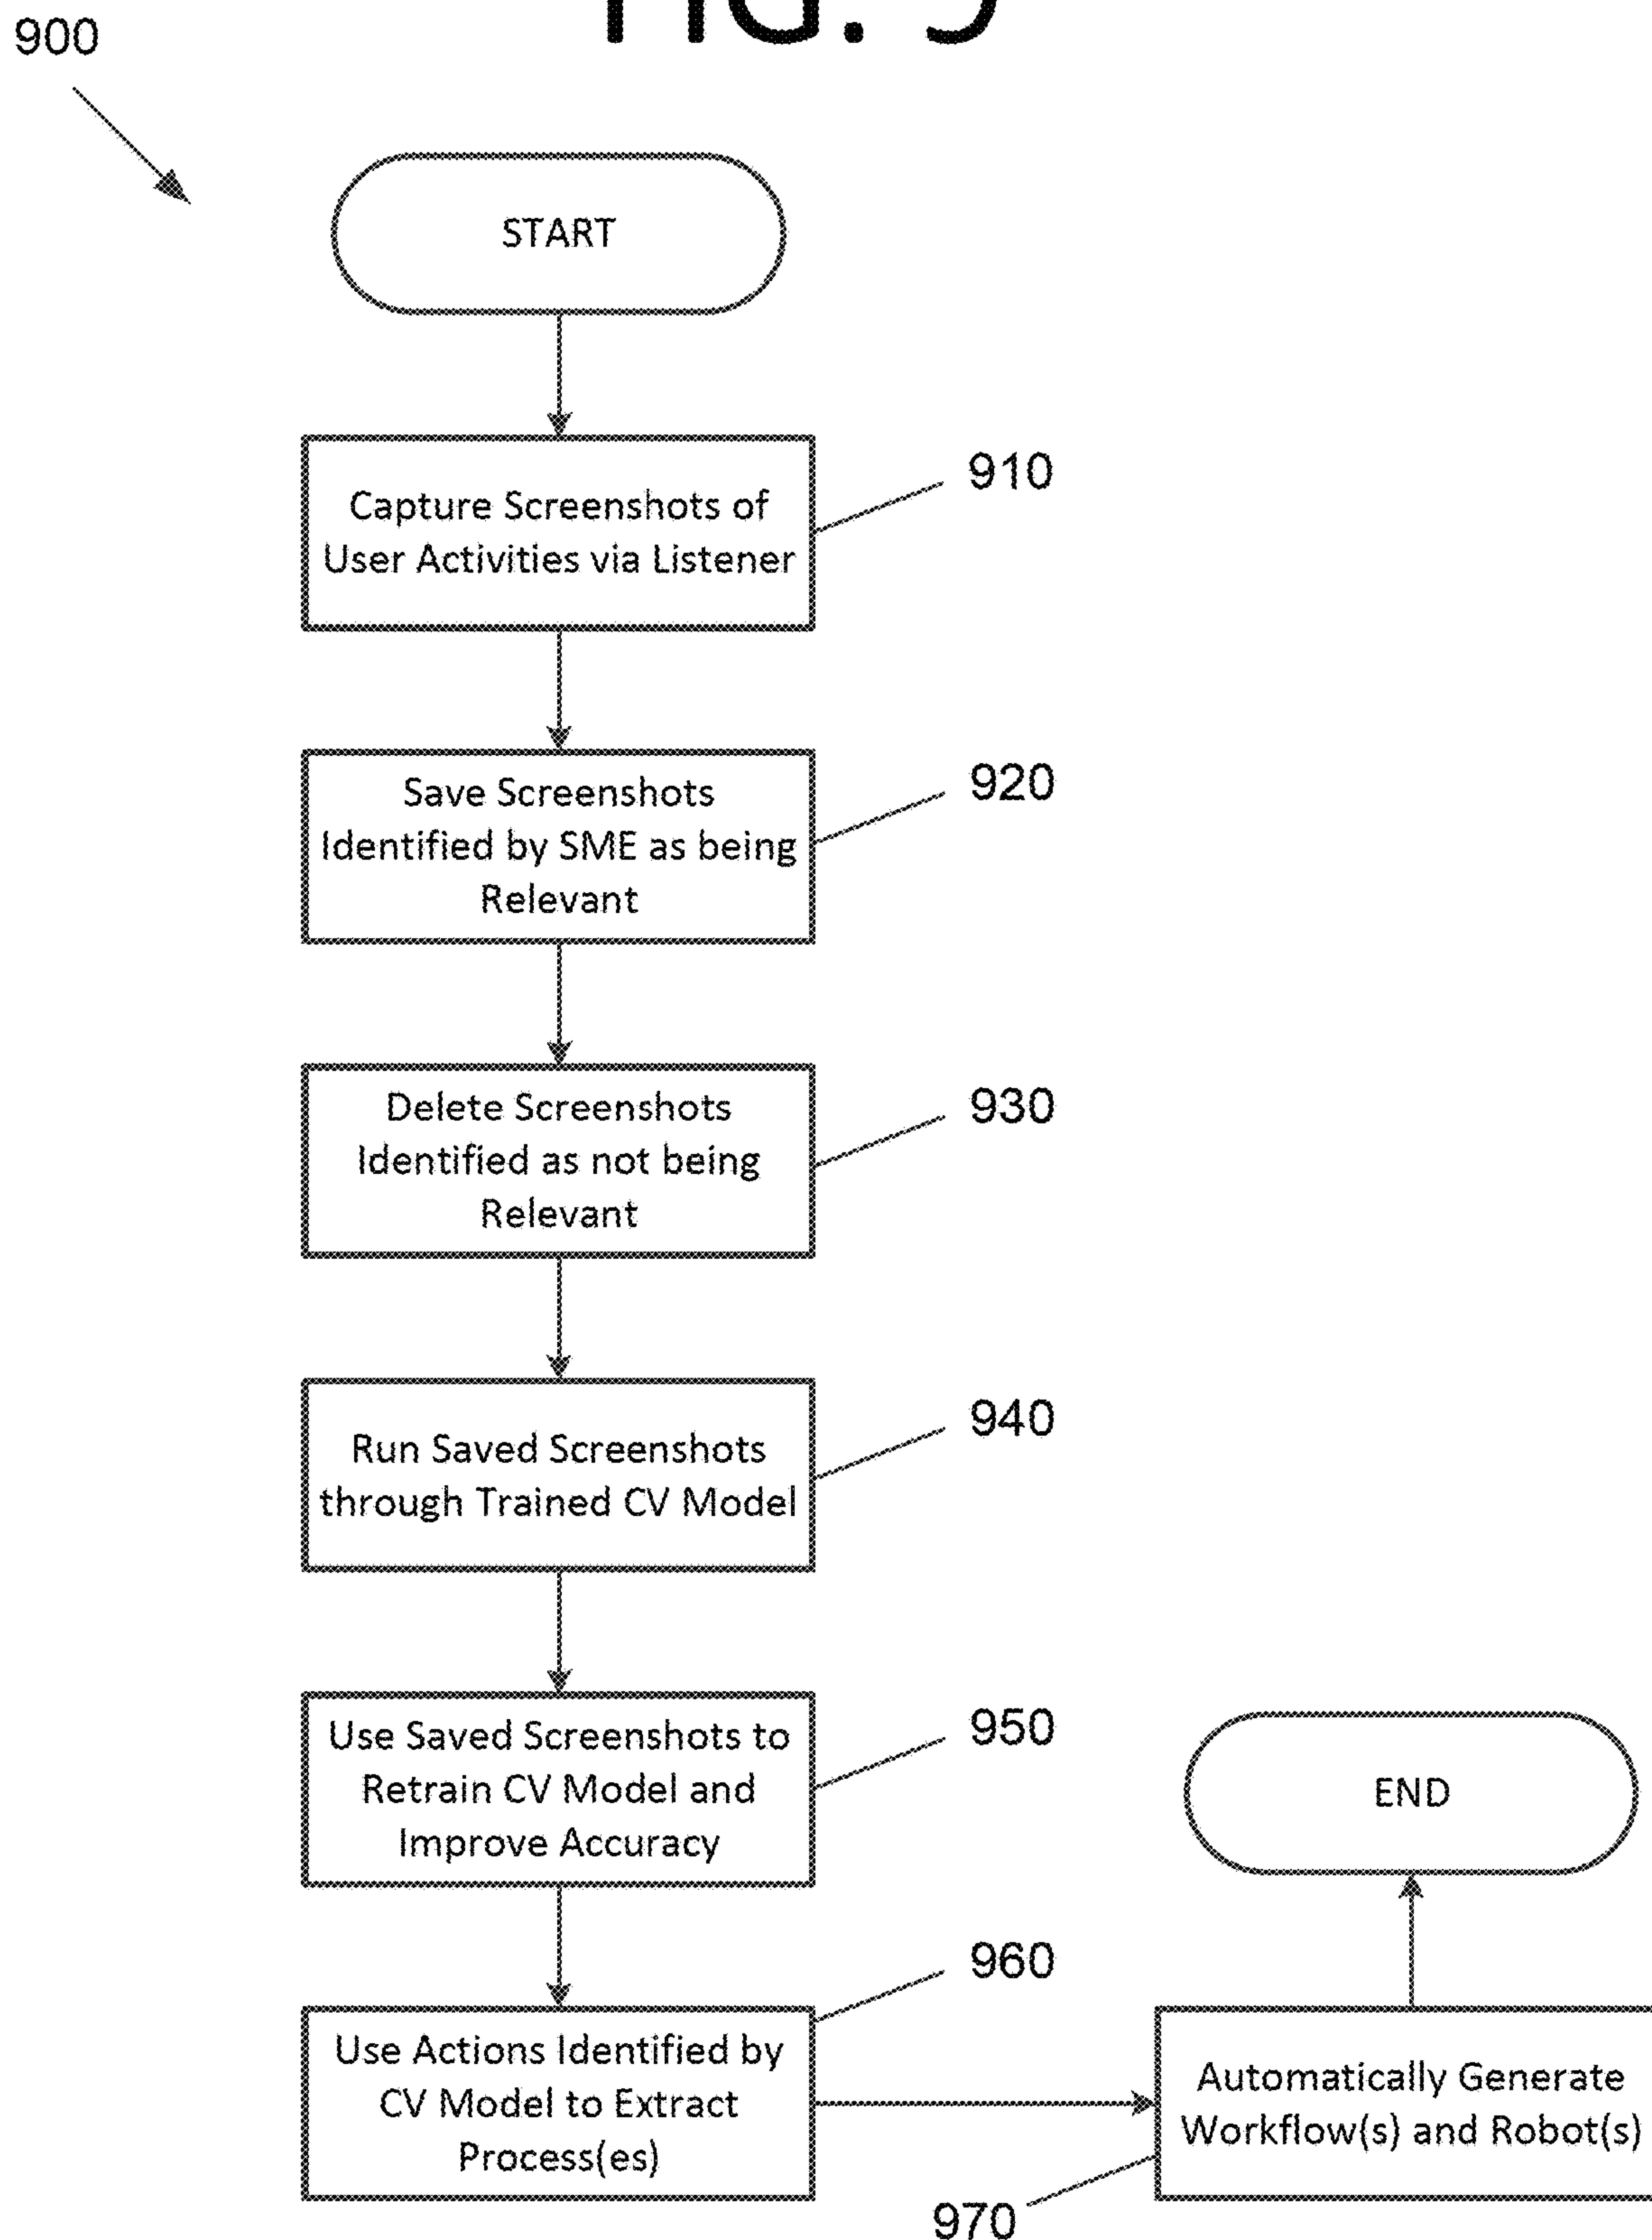 FIG. 9
900
START
Capture Screenshots of
User Activities via Listener
910
Save Screenshots
Identified by SME as being
Relevant
920
Delete Screenshots
Identified as not being
Relevant
930
Run Saved Screenshots
through Trained CV Model
940
Use Saved Screenshots to
Retrain CV Model and
Improve Accuracy
950
Use Actions Identified by
CV Model to Extract
Process(es)
960
Automatically Generate
Workflow(s) and Robot(s)
970
END